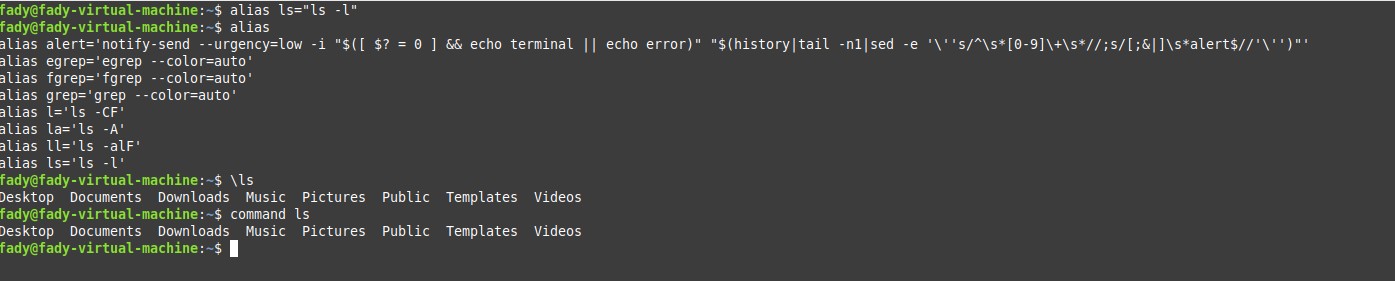 fady@fady-virtual-machine:~$ alias ls="ls -l"
fady@fady-virtual-machine:~$ alias
alias alert='notify-send --urgency=low -i "$([ $? = 0 ] && echo terminal || echo error)" "$(history|tail -n1|sed -e '\''s/^\s*[0-9]\+\s*//;s/[;&|]\s*alert$//'\'')"'
alias egrep='egrep --color=auto'
alias fgrep='fgrep --color=auto'
alias grep='grep --color=auto'
alias l='ls -CF'
alias la='ls -A'
alias ll='ls -alF'
alias ls='ls -l'
fady@fady-virtual-machine:~$ \ls
Desktop  Documents  Downloads  Music  Pictures  Public  Templates  Videos
fady@fady-virtual-machine:~$ command ls
Desktop  Documents  Downloads  Music  Pictures  Public  Templates  Videos
fady@fady-virtual-machine:~$